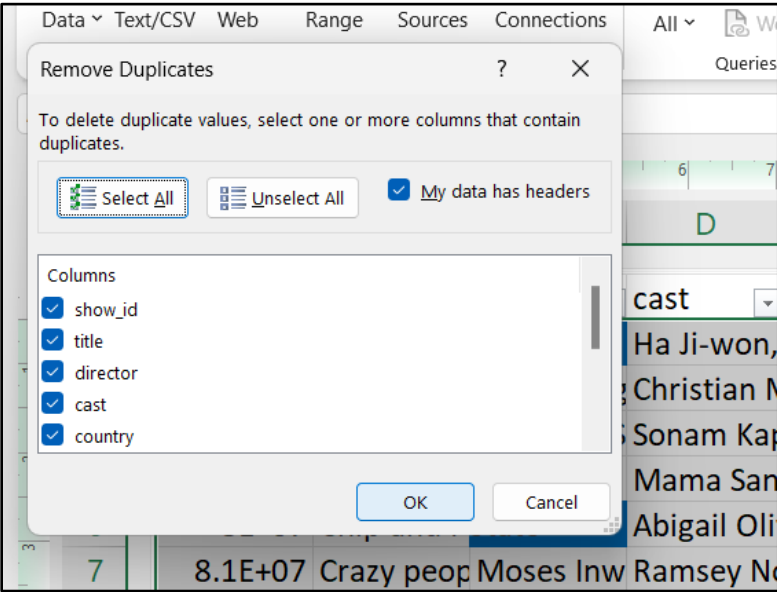 Data Text/CSV Web Range Sources Connections
All
Queries
Remove Duplicates ?
To delete duplicate values, select one or more columns that contain
duplicates.
Select All Unselect All My data has headers
6 7
D
Columns
show_id
title
director
cast
country
cast
Ha Ji-won,
Christian
Sonam Kap
Mama San
Abigail Oli
OK Cancel
3
7 8.1E+07 Crazy peop Moses Inw Ramsey No